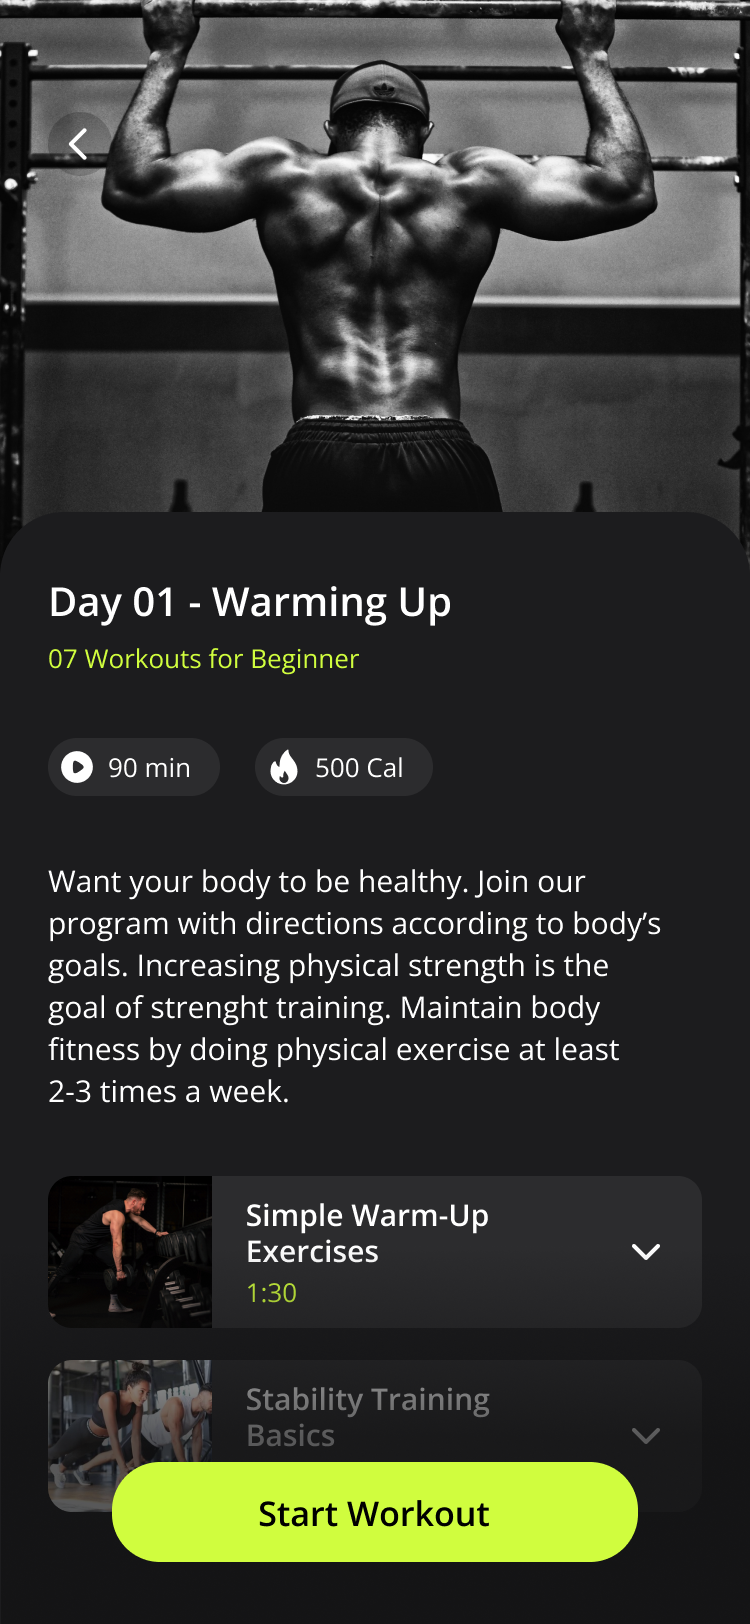 Day 01 - Warming Up
07 Workouts for Beginner
90 min
500 Cal
Want your body to be healthy. Join our
program with directions according to body’s
goals. Increasing physical strength is the
goal of strenght training. Maintain body
fitness by doing physical exercise at least
2-3 times a week.
Simple Warm-Up
Exercises
1:30
Stability Training
Basics
Start Workout